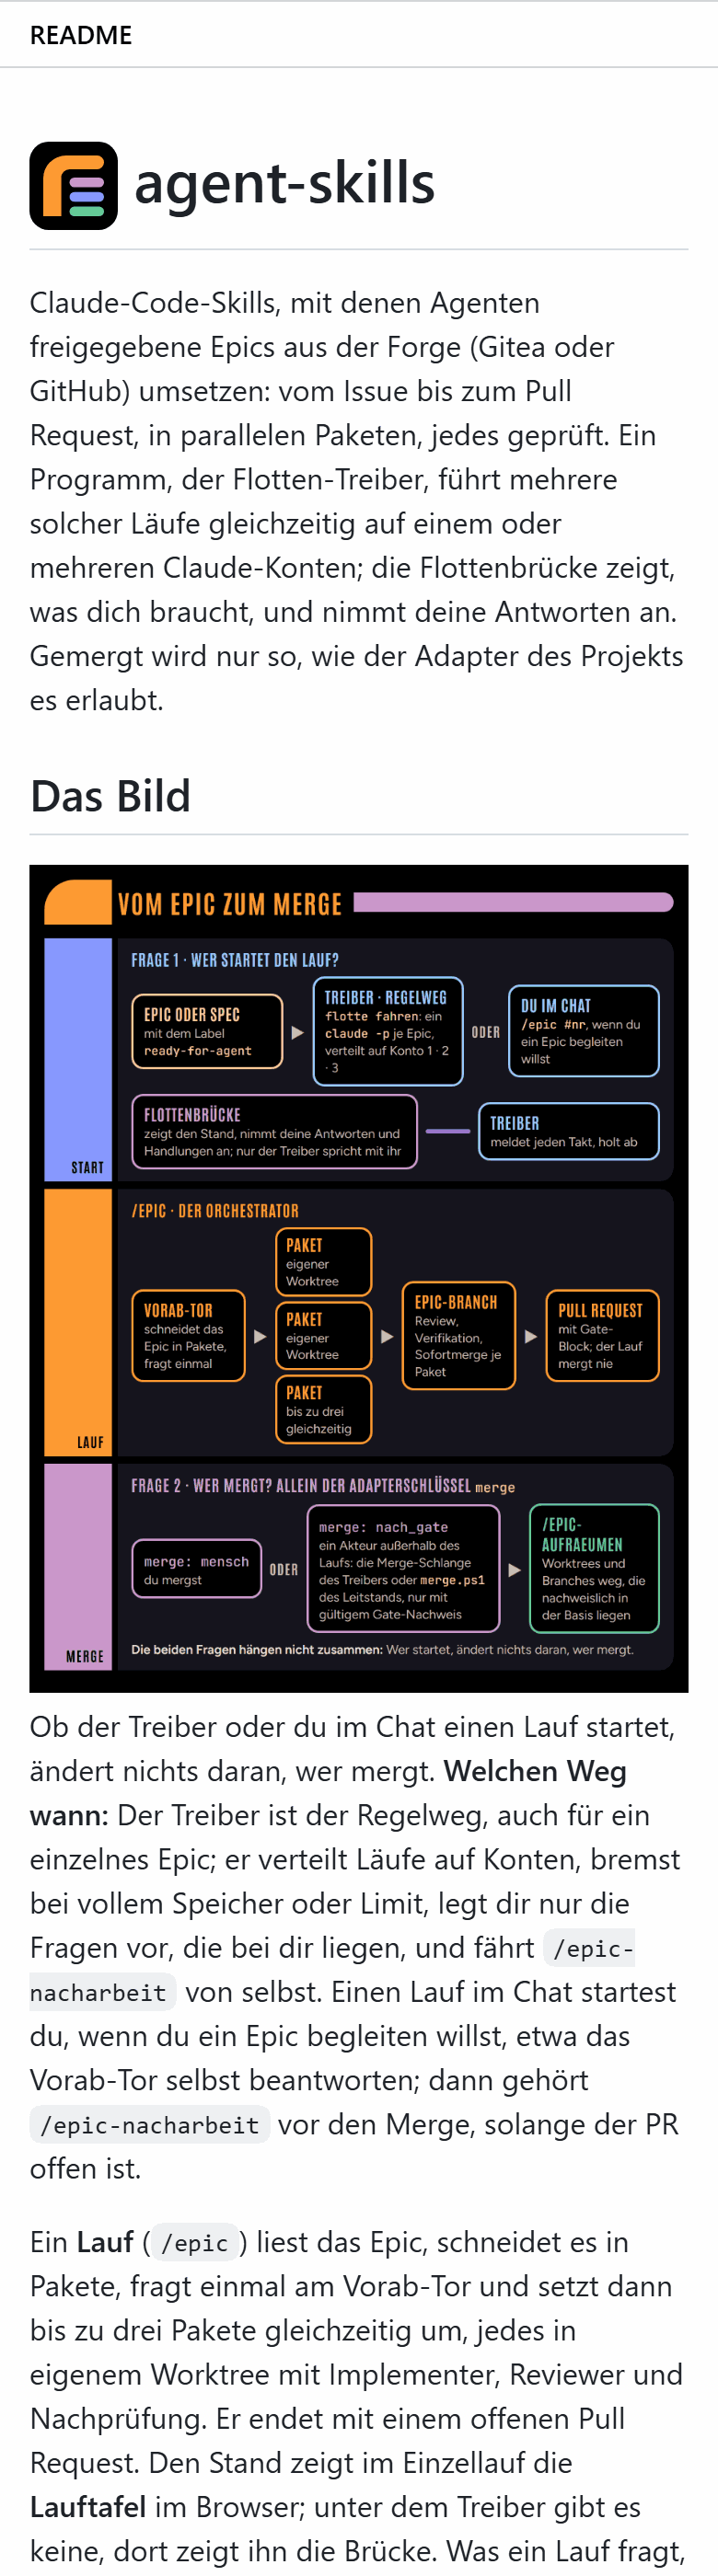 README
agent-skills
Claude-Code-Skills, mit denen Agenten
freigegebene Epics aus der Forge (Gitea oder
GitHub) umsetzen: vom Issue bis zum Pull
Request, in parallelen Paketen, jedes geprüft. Ein
Programm, der Flotten-Treiber, führt mehrere
solcher Läufe gleichzeitig auf einem oder
mehreren Claude-Konten; die Flottenbrücke zeigt,
was dich braucht, und nimmt deine Antworten an.
Gemergt wird nur so, wie der Adapter des Projekts
es erlaubt.
Das Bild
VOM EPIC ZUM MERGE
FRAGE 1 · WER STARTET DEN LAUF?
EPIC ODER SPEC
mit dem Label
ready-for-agent
TREIBER · REGELWEG
flotte fahren: ein
claude -p je Epic,
verteilt auf Konto 1 · 2
· 3
ODER
DU IM CHAT
/epic #nr, wenn du
ein Epic begleiten
willst
FLOTTENBRÜCKE
zeigt den Stand, nimmt deine Antworten und
Handlungen an; nur der Treiber spricht mit ihr
TREIBER
meldet jeden Takt, holt ab
START
/EPIC · DER ORCHESTRATOR
VORAB-TOR
schneidet das
Epic in Pakete,
fragt einmal
PAKET
eigener
Worktree
PAKET
eigener
Worktree
PAKET
bis zu drei
gleichzeitig
EPIC-BRANCH
Review,
Verifikation,
Sofortmerge je
Paket
PULL REQUEST
mit Gate-
Block; der Lauf
mergt nie
LAUF
FRAGE 2 · WER MERGT? ALLEIN DER ADAPTERSCHLÜSSEL merge
merge: mensch
du mergst
ODER
merge: nach_gate
ein Akteur außerhalb des
Laufs: die Merge-Schlange
des Treibers oder merge.ps1
des Leitstands, nur mit
gültigem Gate-Nachweis
/EPIC-
AUFRAEUMEN
Worktrees und
Branches weg, die
nachweislich in
der Basis liegen
Die beiden Fragen hängen nicht zusammen: Wer startet, ändert nichts daran, wer mergt.
MERGE
Ob der Treiber oder du im Chat einen Lauf startet,
ändert nichts daran, wer mergt. Welchen Weg
wann: Der Treiber ist der Regelweg, auch für ein
einzelnes Epic; er verteilt Läufe auf Konten, bremst
bei vollem Speicher oder Limit, legt dir nur die
Fragen vor, die bei dir liegen, und fährt /epic-
nacharbeit von selbst. Einen Lauf im Chat startest
du, wenn du ein Epic begleiten willst, etwa das
Vorab-Tor selbst beantworten; dann gehört
/epic-nacharbeit vor den Merge, solange der PR
offen ist.
Ein Lauf (/epic) liest das Epic, schneidet es in
Pakete, fragt einmal am Vorab-Tor und setzt dann
bis zu drei Pakete gleichzeitig um, jedes in
eigenem Worktree mit Implementer, Reviewer und
Nachprüfung. Er endet mit einem offenen Pull
Request. Den Stand zeigt im Einzellauf die
Lauftafel im Browser; unter dem Treiber gibt es
keine, dort zeigt ihn die Brücke. Was ein Lauf fragt,